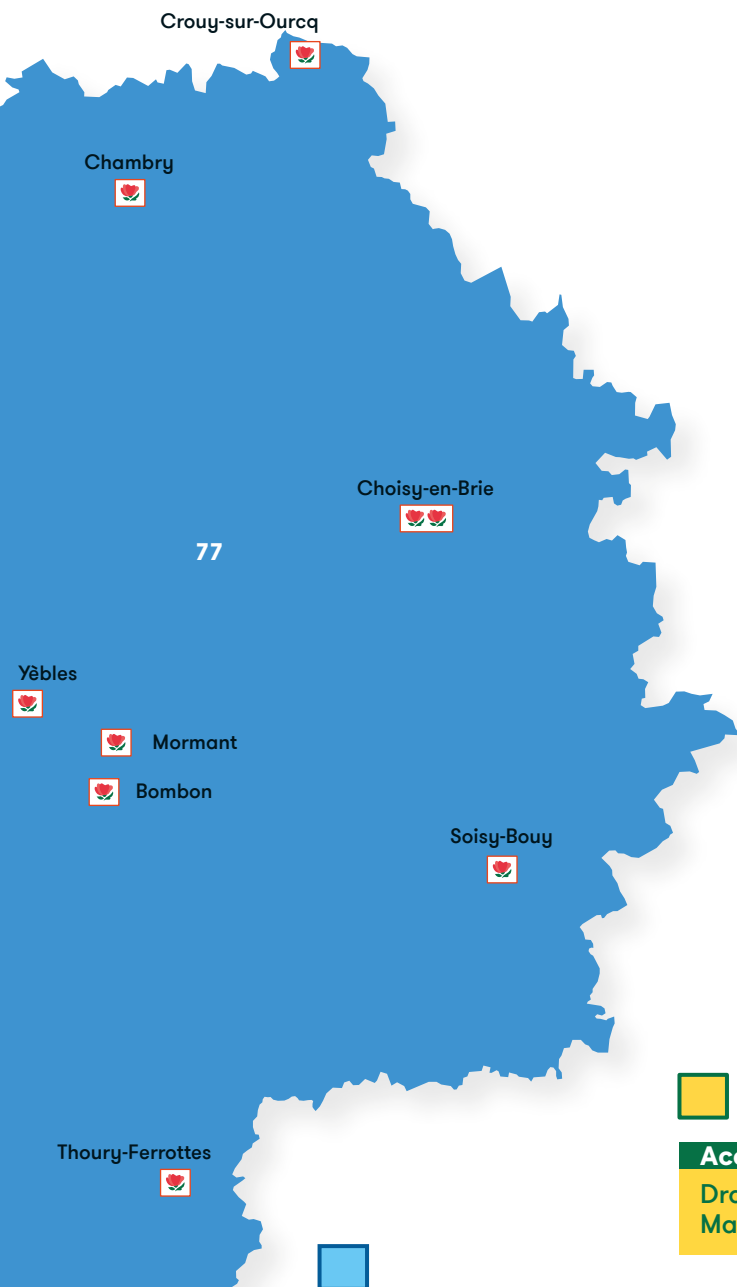 Crouy-sur-Ourcq
Chambry
Choisy-en-Brie
77
Yèbles
Mormant
Bombon
Soisy-Bouy
Thoury-Ferrottes